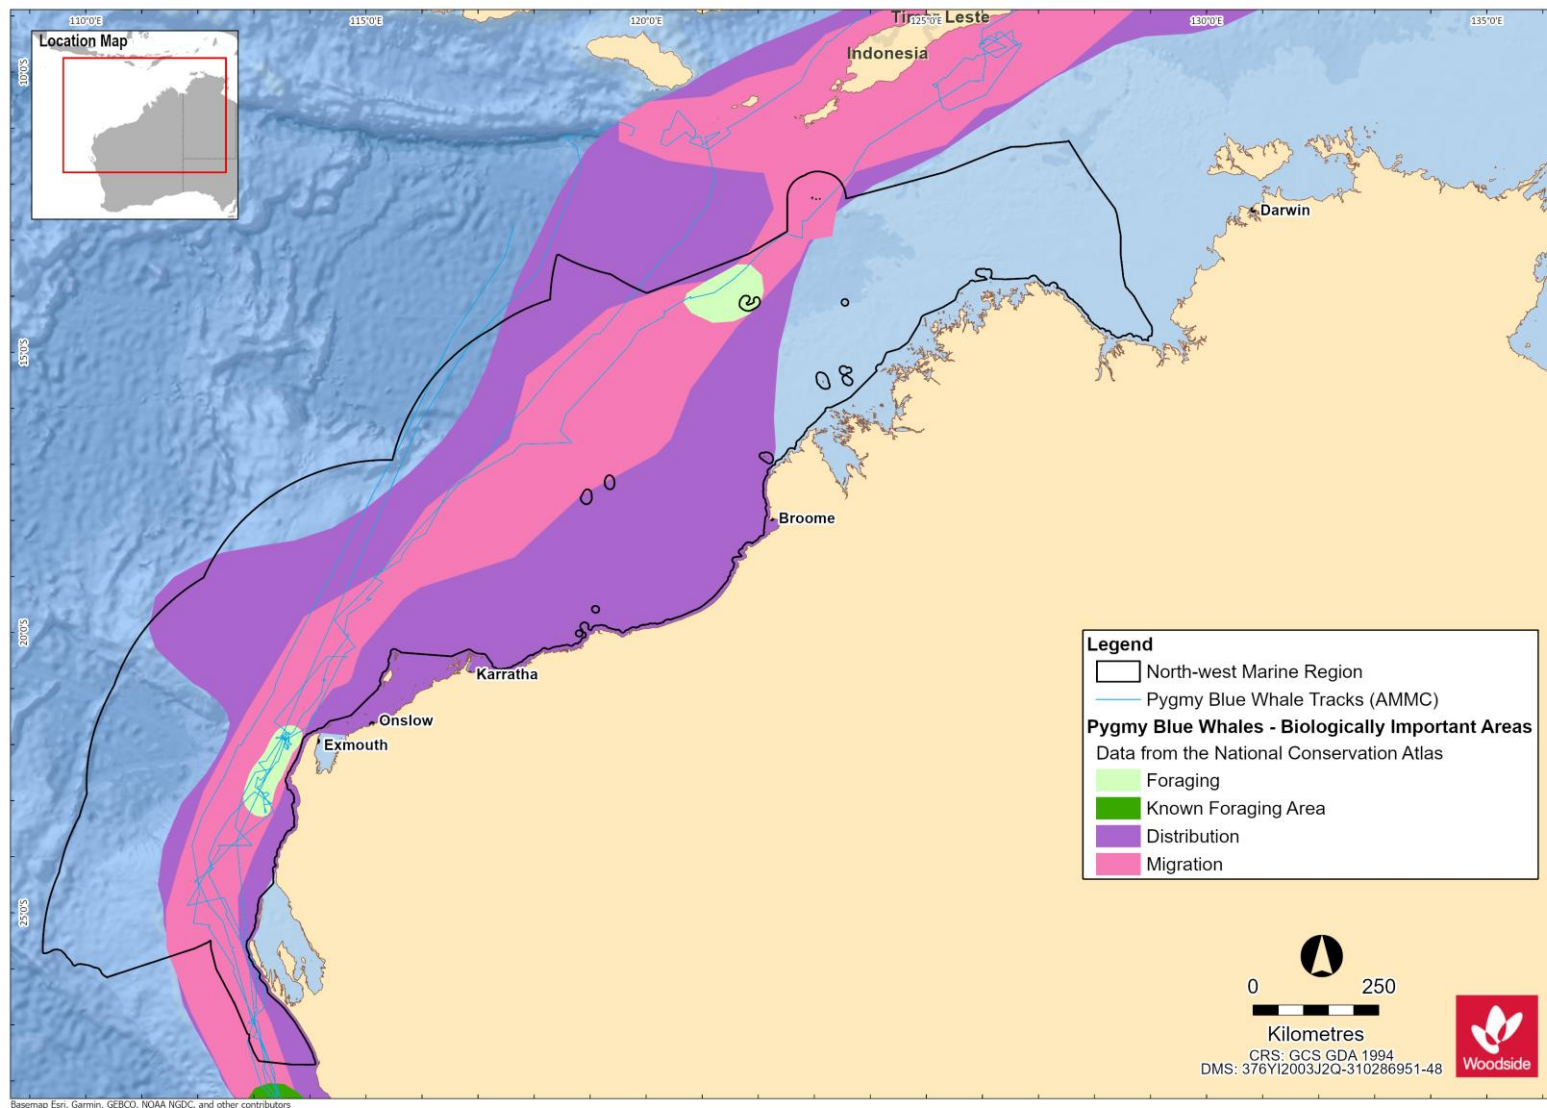 110°0'E
115°0'E
120°0'E
125°0'E
130°0'E
135°0'E
Timor Leste
Location Map
Indonesia
10°0'S
Darwin
15°0'S
Broome
20°0'S
Karratha
Onslow
Exmouth
25°0'S
Legend
North-west Marine Region
Pygmy Blue Whale Tracks (AMMC)
Pygmy Blue Whales - Biologically Important Areas
Data from the National Conservation Atlas
Foraging
Known Foraging Area
Distribution
Migration
0 250
Kilometres
CRS: GCS GDA 1994
DMS: 376YI2003J2Q-310286951-48
Woodside
Basemap Esri, Garmin, GEBCO, NOAA NGDC, and other contributors